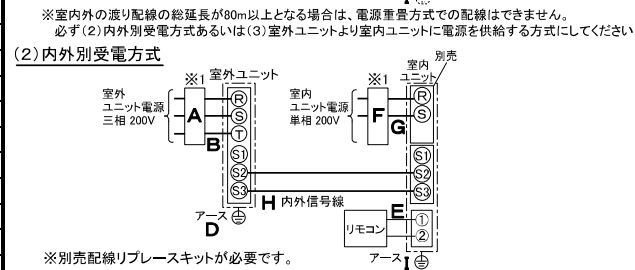 ※室内外の渡り配線の総延長が80m以上となる場合は、電源重畳方式での配線はできません。
必ず(2)内外別受電方式あるいは(3)室外ユニットより室内ユニットに電源を供給する方式にしてください
(2)内外別受電方式
別売
※1 室外ユニット
※1
室内
ユニット
室外
ユニット電源
三相 200V
A
B
R
S
T
S1
S2
S3
室内
ユニット電源
単相 200V
F
G
R
S
S1
S2
S3
H 内外信号線
アース
D
リモコン
E
①
②
アース
I
※別売配線リプレースキットが必要です。